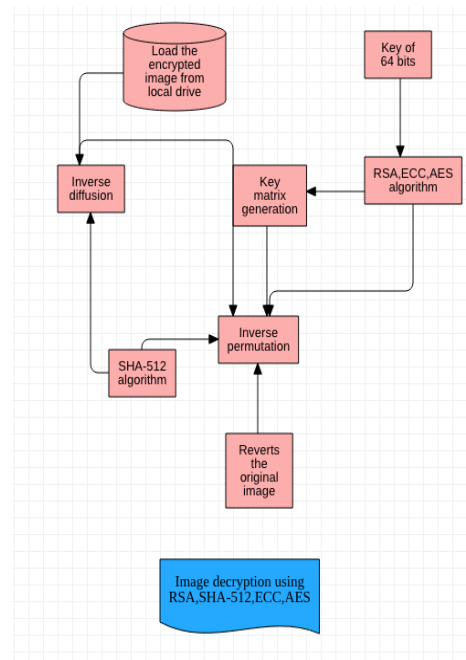 Load the
encrypted
image from
local drive
Key of
64 bits
Inverse
diffusion
Key
matrix
generation
RSA,ECC,AES
algorithm
Inverse
permutation
SHA-512
algorithm
Reverts
the
original
image
Image decryption using
RSA,SHA-512,ECC,AES